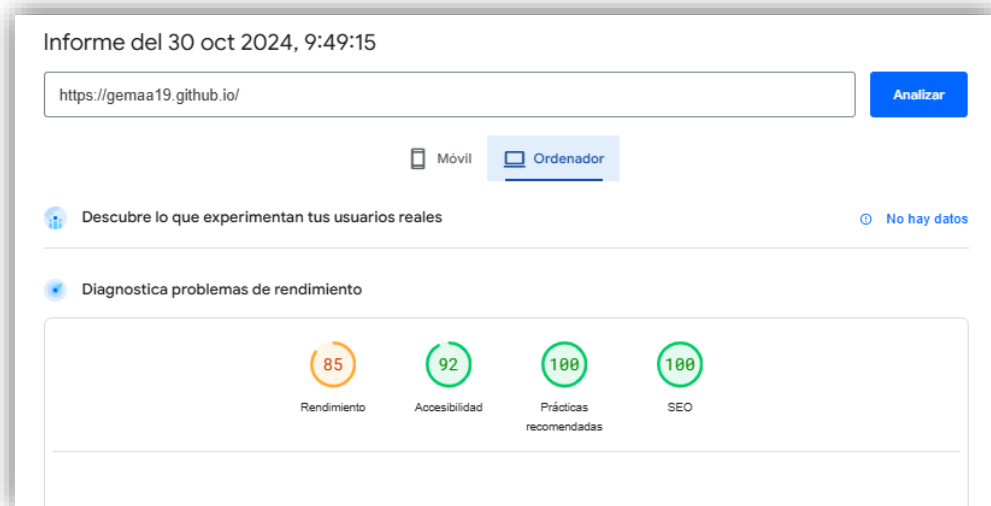 Informe del 30 oct 2024, 9:49:15
https://gemaa19.github.io/
Analizar
Móvil
Ordenador
Descubre lo que experimentan tus usuarios reales
No hay datos
Diagnostica problemas de rendimiento
85
92
100
100
Rendimiento
Accesibilidad
Prácticas
recomendadas
SEO